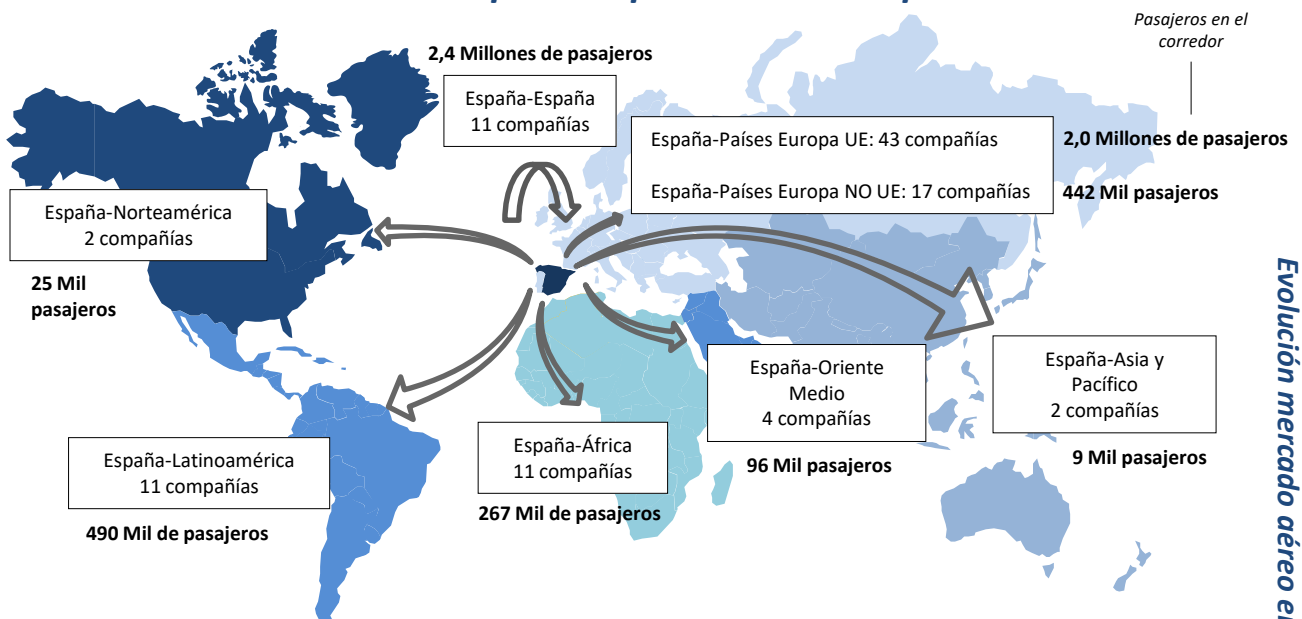 Pasajeros en el
corredor
2,4 Millones de pasajeros
España-España
11 compañías
España-Países Europa UE: 43 compañías
2,0 Millones de pasajeros
España-Países Europa NO UE: 17 compañías
442 Mil pasajeros
España-Norteamérica
2 compañías
25 Mil
pasajeros
España-Oriente
Medio
4 compañías
96 Mil pasajeros
España-Asia y
Pacífico
2 compañías
9 Mil pasajeros
España-Latinoamérica
11 compañías
490 Mil de pasajeros
España-África
11 compañías
267 Mil de pasajeros
Evolución mercado aéreo